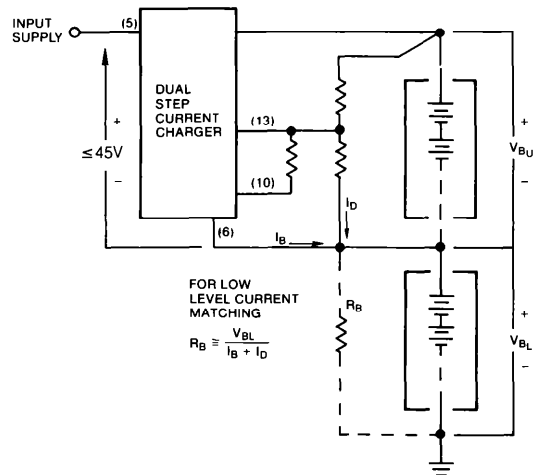 INPUT
SUPPLY
(5)
DUAL
STEP
CURRENT
CHARGER
+
≤45V
−
(13)
(10)
(6)
I_D
I_B
+
V_BU
−
FOR LOW
LEVEL CURRENT
MATCHING
R_B ≅ V_BL / I_B + I_D
R_B
+
V_BL
−